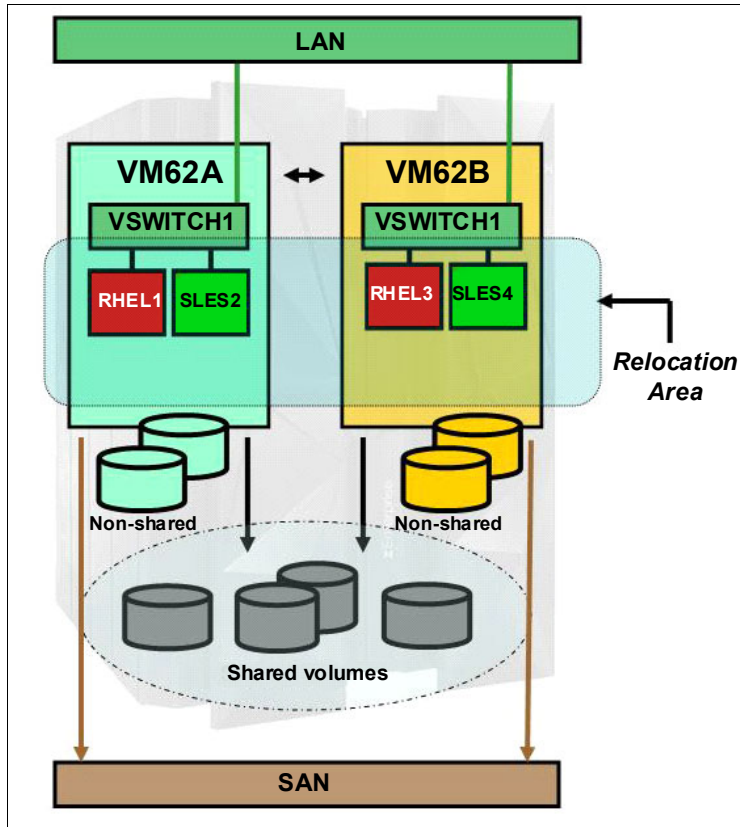 LAN
VM62A
VM62B
VSWITCH1
VSWITCH1
RHEL1
SLES2
RHEL3
SLES4
Relocation
Area
Non-shared
Non-shared
Shared volumes
SAN